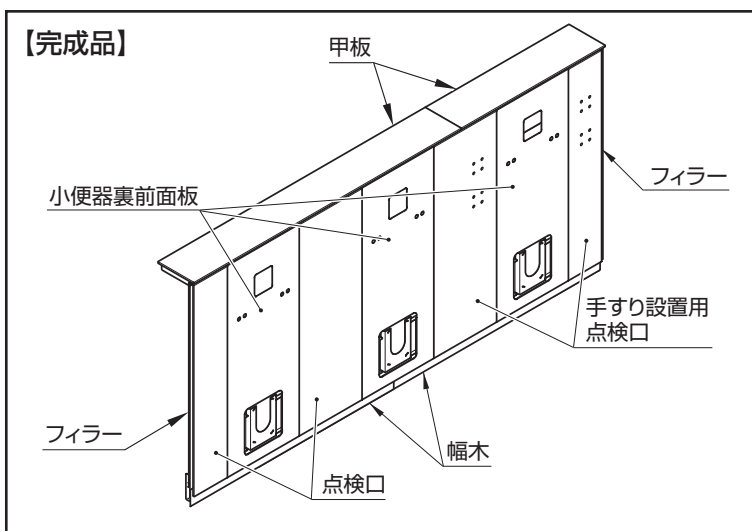 【完成品】
甲板
小便器裏前面板
フィラー
手すり設置用
点検口
フィラー
幅木
点検口